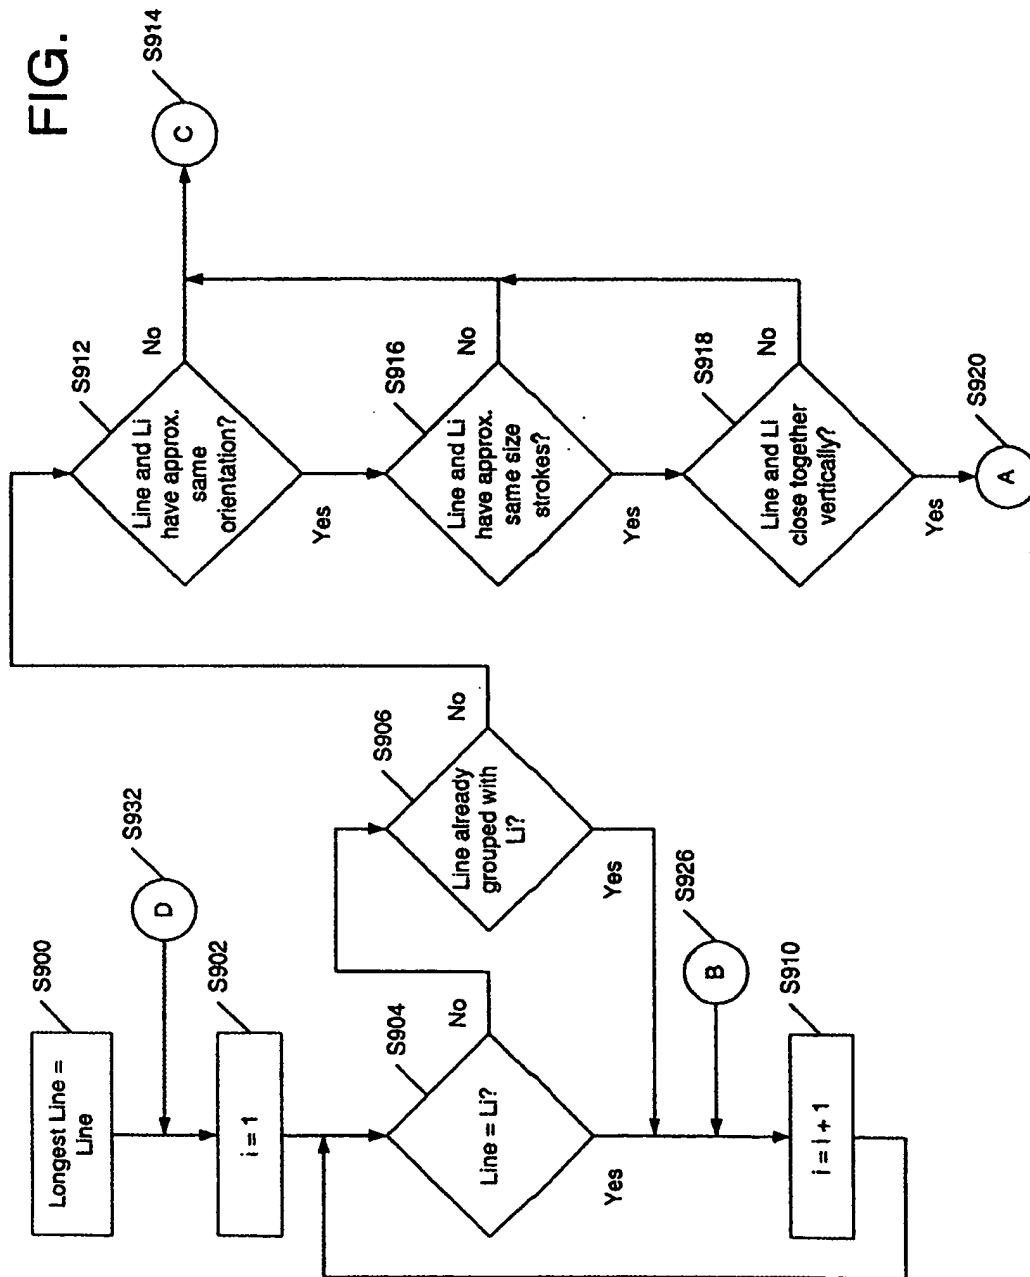 FIG.
S900
Longest Line =
Line
S932
D
S902
i = 1
S904
Line = Li?
No
Yes
S906
Line already
grouped with
Li?
No
Yes
S926
B
S910
i = i + 1
S912
Line and Li
have approx.
same
orientation?
No
Yes
S914
C
S916
Line and Li
have approx.
same size
strokes?
No
Yes
S918
Line and Li
close together
vertically?
No
Yes
S920
A